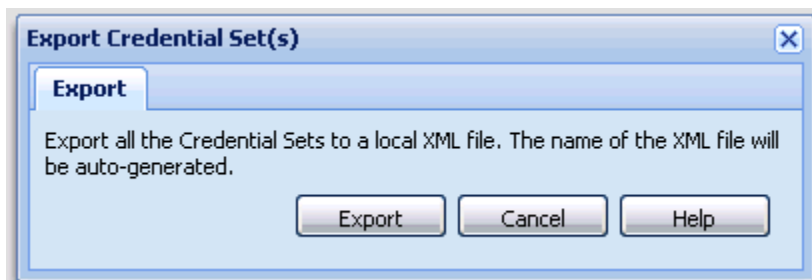 Export Credential Set(s)
Export
Export all the Credential Sets to a local XML file. The name of the XML file will
be auto-generated.
Export Cancel Help